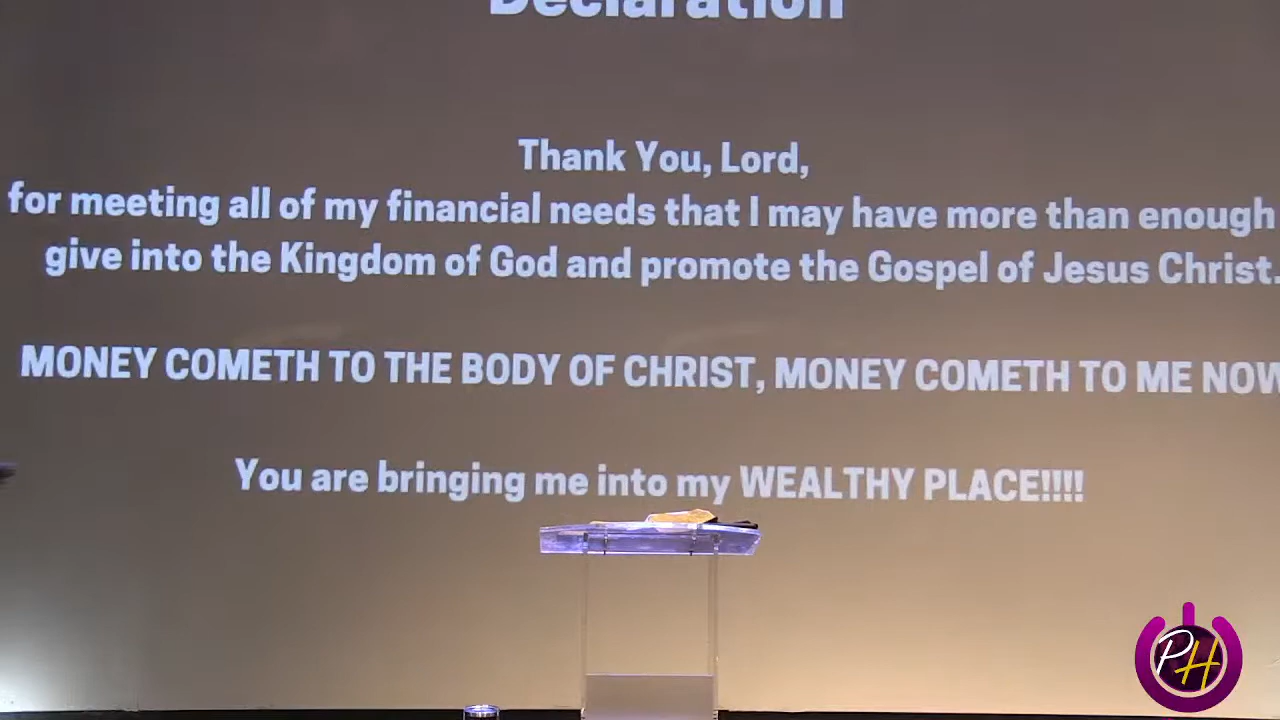 Declaration
Thank You, Lord,
for meeting all of my financial needs that I may have more than enough
give into the Kingdom of God and promote the Gospel of Jesus Christ.
MONEY COMETH TO THE BODY OF CHRIST, MONEY COMETH TO ME NOW
You are bringing me into my WEALTHY PLACE!!!!
PH